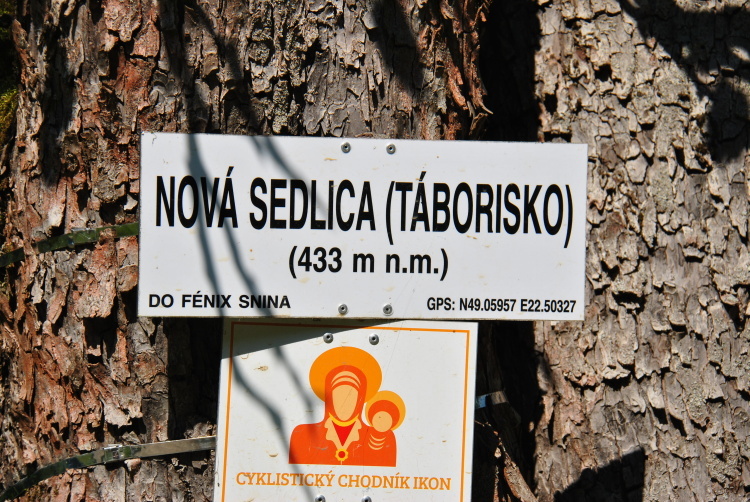 NOVÁ SEDLICA (TÁBORISKO)
(433 m n.m.)
DO FÉNIX SNINA
GPS: N49.05957 E22.50327
CYKLISTICKÝ CHODNÍK IKON